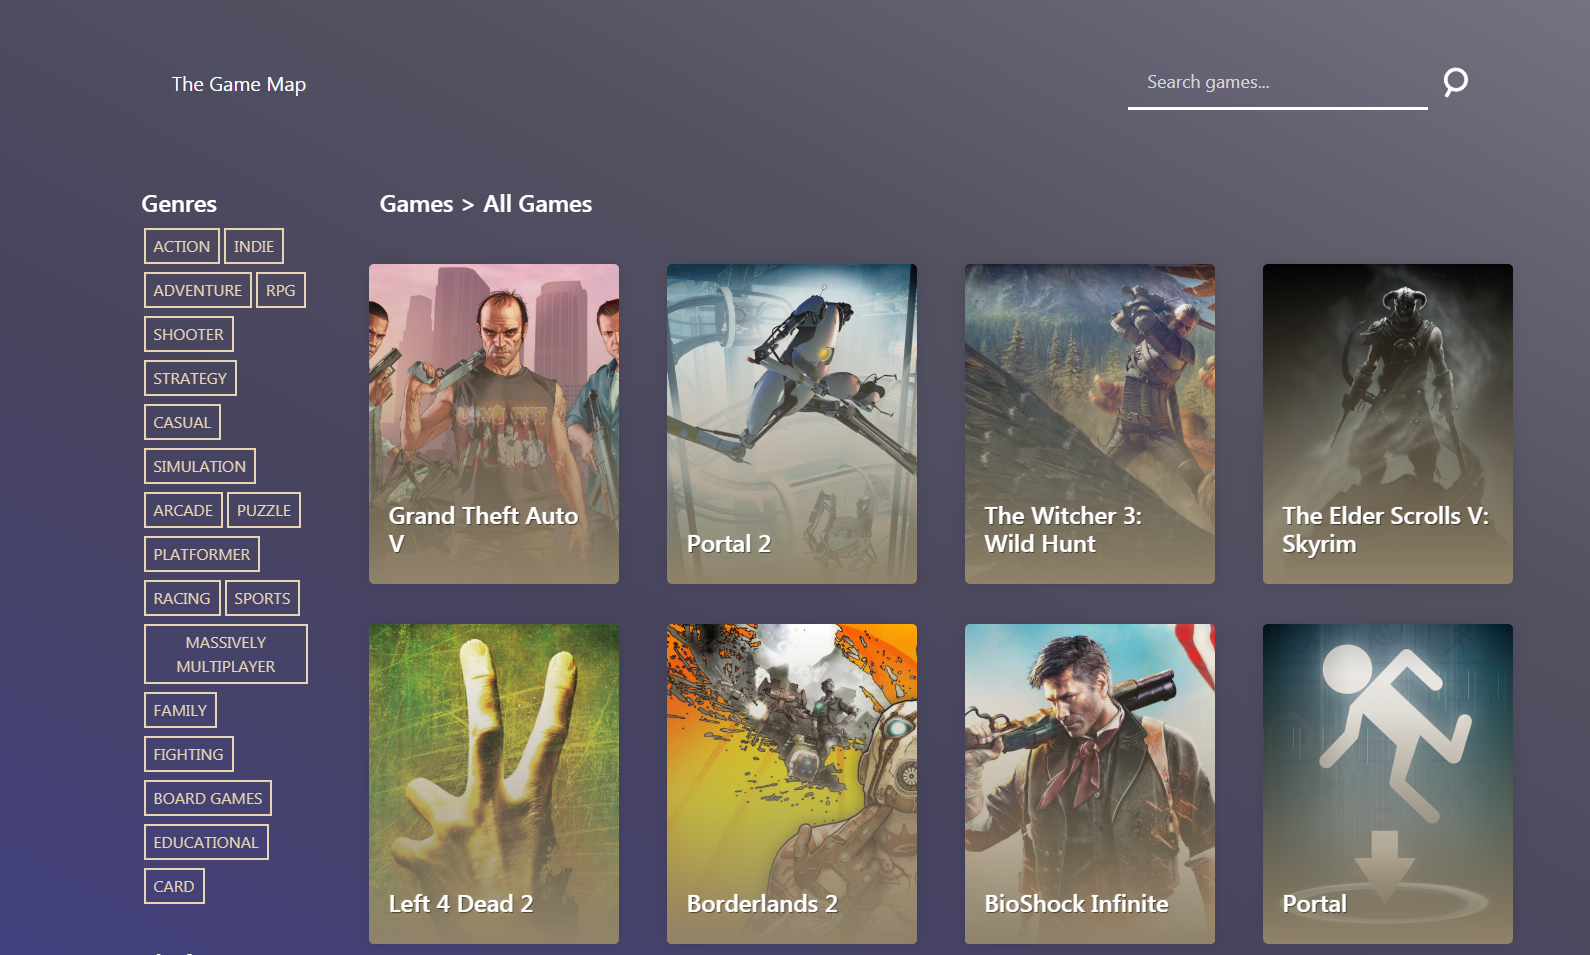 The Game Map
Search games...
Genres
ACTION INDIE
ADVENTURE RPG
SHOOTER
STRATEGY
CASUAL
SIMULATION
ARCADE PUZZLE
PLATFORMER
RACING SPORTS
MASSIVELY
MULTIPLAYER
FAMILY
FIGHTING
BOARD GAMES
EDUCATIONAL
CARD
Games > All Games
Grand Theft Auto
V
Portal 2
The Witcher 3:
Wild Hunt
The Elder Scrolls V:
Skyrim
Left 4 Dead 2
Borderlands 2
BioShock Infinite
Portal